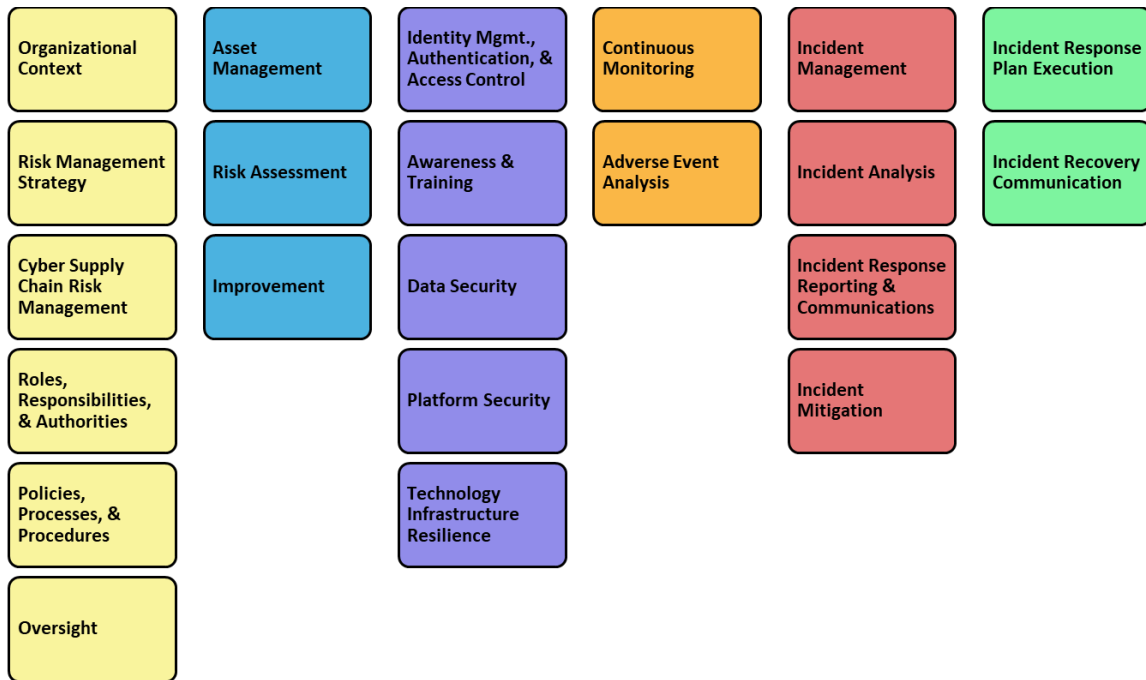 Organizational
Context
Risk Management
Strategy
Cyber Supply
Chain Risk
Management
Roles,
Responsibilities,
& Authorities
Policies,
Processes, &
Procedures
Oversight
Asset
Management
Risk Assessment
Improvement
Identity Mgmt.,
Authentication, &
Access Control
Awareness &
Training
Data Security
Platform Security
Technology
Infrastructure
Resilience
Continuous
Monitoring
Adverse Event
Analysis
Incident
Management
Incident Analysis
Incident Response
Reporting &
Communications
Incident
Mitigation
Incident Response
Plan Execution
Incident Recovery
Communication